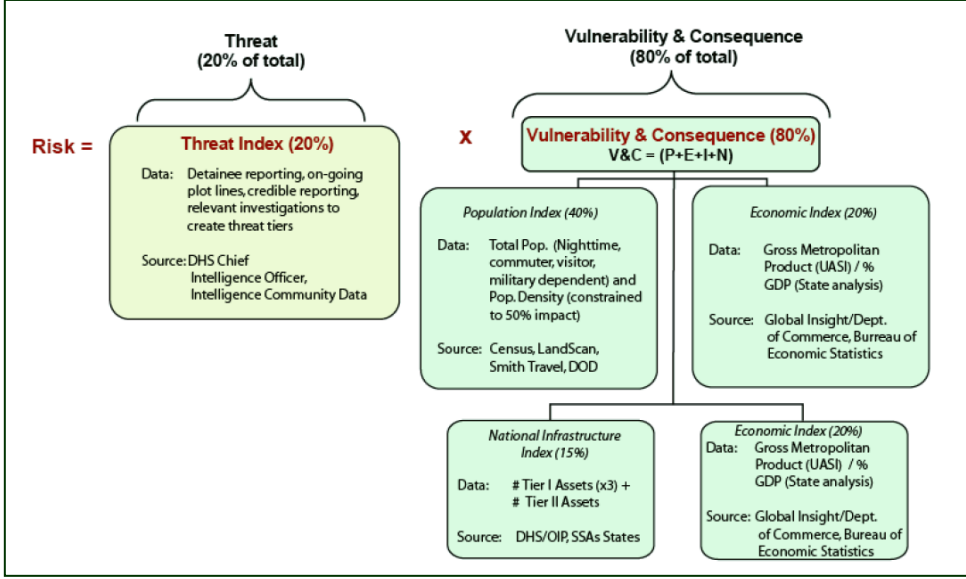 Threat
(20% of total)
Vulnerability & Consequence
(80% of total)
Risk =
Threat Index (20%)
Data: Detainee reporting, on-going
plot lines, credible reporting,
relevant investigations to
create threat tiers
Source: DHS Chief
Intelligence Officer,
Intelligence Community Data
x
Vulnerability & Consequence (80%)
V&C = (P+E+I+N)
Population Index (40%)
Data: Total Pop. (Nighttime,
commuter, visitor,
military dependent) and
Pop. Density (constrained
to 50% impact)
Source: Census, LandScan,
Smith Travel, DOD
Economic Index (20%)
Data: Gross Metropolitan
Product (UASI) / %
GDP (State analysis)
Source: Global Insight/Dept.
of Commerce, Burreau of
Economic Statistics
National Infrastructure
Index (15%)
Data: # Tier I Assets (x3) +
# Tier II Assets
Source: DHS/OIP, SSAs States
Economic Index (20%)
Data: Gross Metropolitan
Product (UASI) / %
GDP (State analysis)
Source: Global Insight/Dept.
of Commerce, Bureau of
Economic Statistics